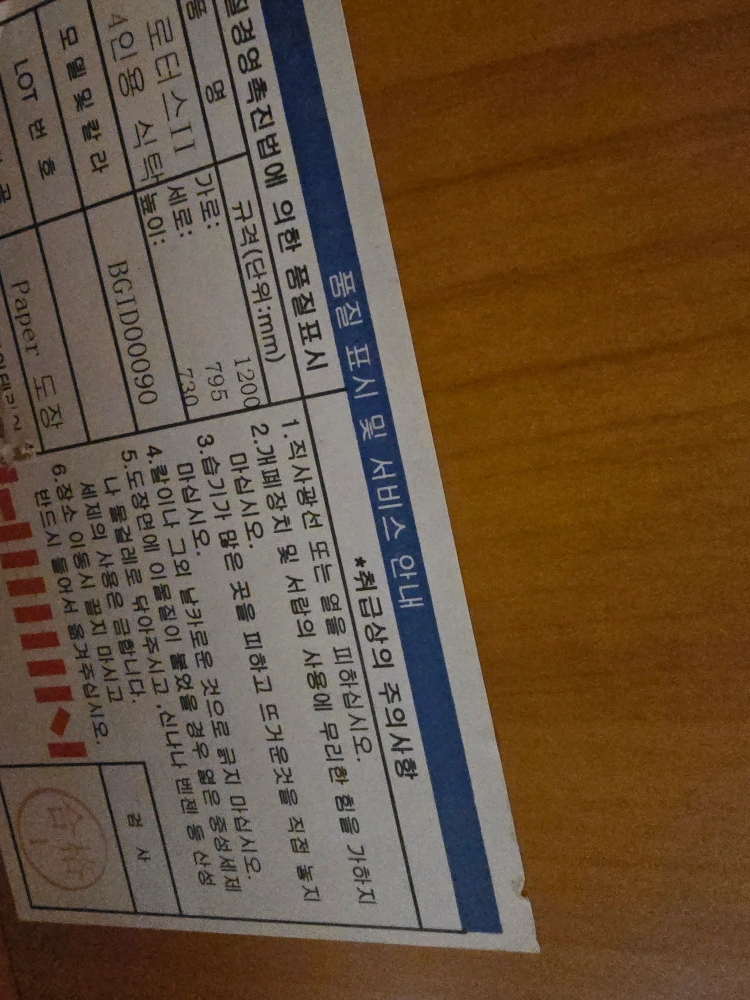 품질 표시 및 서비스 안내
질경영촉진법에 의한 품질표시
품 명
규격(단위:mm)
로터스II
4인용 식탁
가로: 1200
세로: 795
높이: 730
모델및칼라
BGID00090
LOT 번호
Paper 도장
*취급상의 주의사항
1.직사광선 또는 열을 피하십시오.
2.개폐장치 및 서랍의 사용에 무리한 힘을 가하지
마십시오.
3.습기가 많은 곳을 피하고 뜨거운것을 직접 놓지
마십시오.
4.칼이나 그외 날카로운 것으로 긁지 마십시오.
5.도장면에 이물질이 붙었을 경우 엷은 중성세제
나 물걸레로 닦아주시고 ,신나나 벤젠 등 산성
세제의 사용은 금합니다.
6.장소 이동시 끌지 마시고
반드시 들어서 옮겨주십시오.
검 사